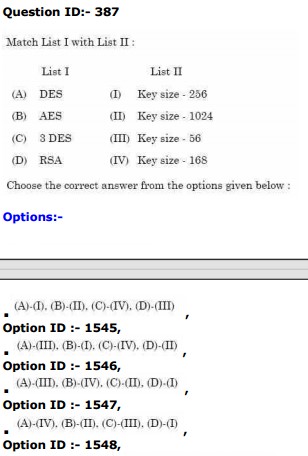 Question ID:- 387
Match List I with List II :
List I List II
(A) DES (I) Key size - 256
(B) AES (II) Key size - 1024
(C) 3 DES (III) Key size - 56
(D) RSA (IV) Key size - 168
Choose the correct answer from the options given below :
Options:-
(A)-(I), (B)-(II), (C)-(IV), (D)-(III) ,
Option ID :- 1545,
(A)-(III), (B)-(I), (C)-(IV), (D)-(II) ,
Option ID :- 1546,
(A)-(III), (B)-(IV), (C)-(II), (D)-(I) ,
Option ID :- 1547,
(A)-(IV), (B)-(II), (C)-(III), (D)-(I) ,
Option ID :- 1548,